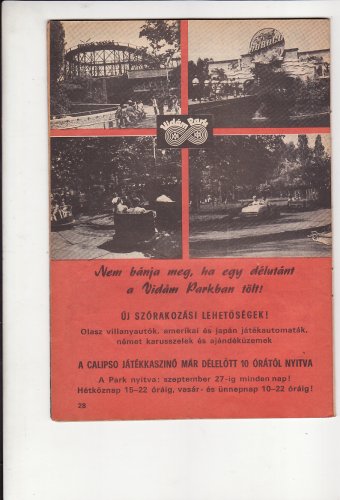 DODGEM
Vidám Park
Nem bánja meg, ha egy délutánt
a Vidám Parkban tölt!
ÚJ SZÓRAKOZÁSI LEHETŐSÉGEK!
Olasz villanyautók, amerikai és japán játékautomaták,
német karusszelek és ajándéküzemek
A CALIPSO JÁTÉKKASZINÓ MÁR DÉLELŐTT 10 ÓRÁTÓL NYITVA
A Park nyitva: szeptember 27-ig minden nap!
Hétköznap 15–22 óráig, vasár- és ünnepnap 10–22 óráig!
28